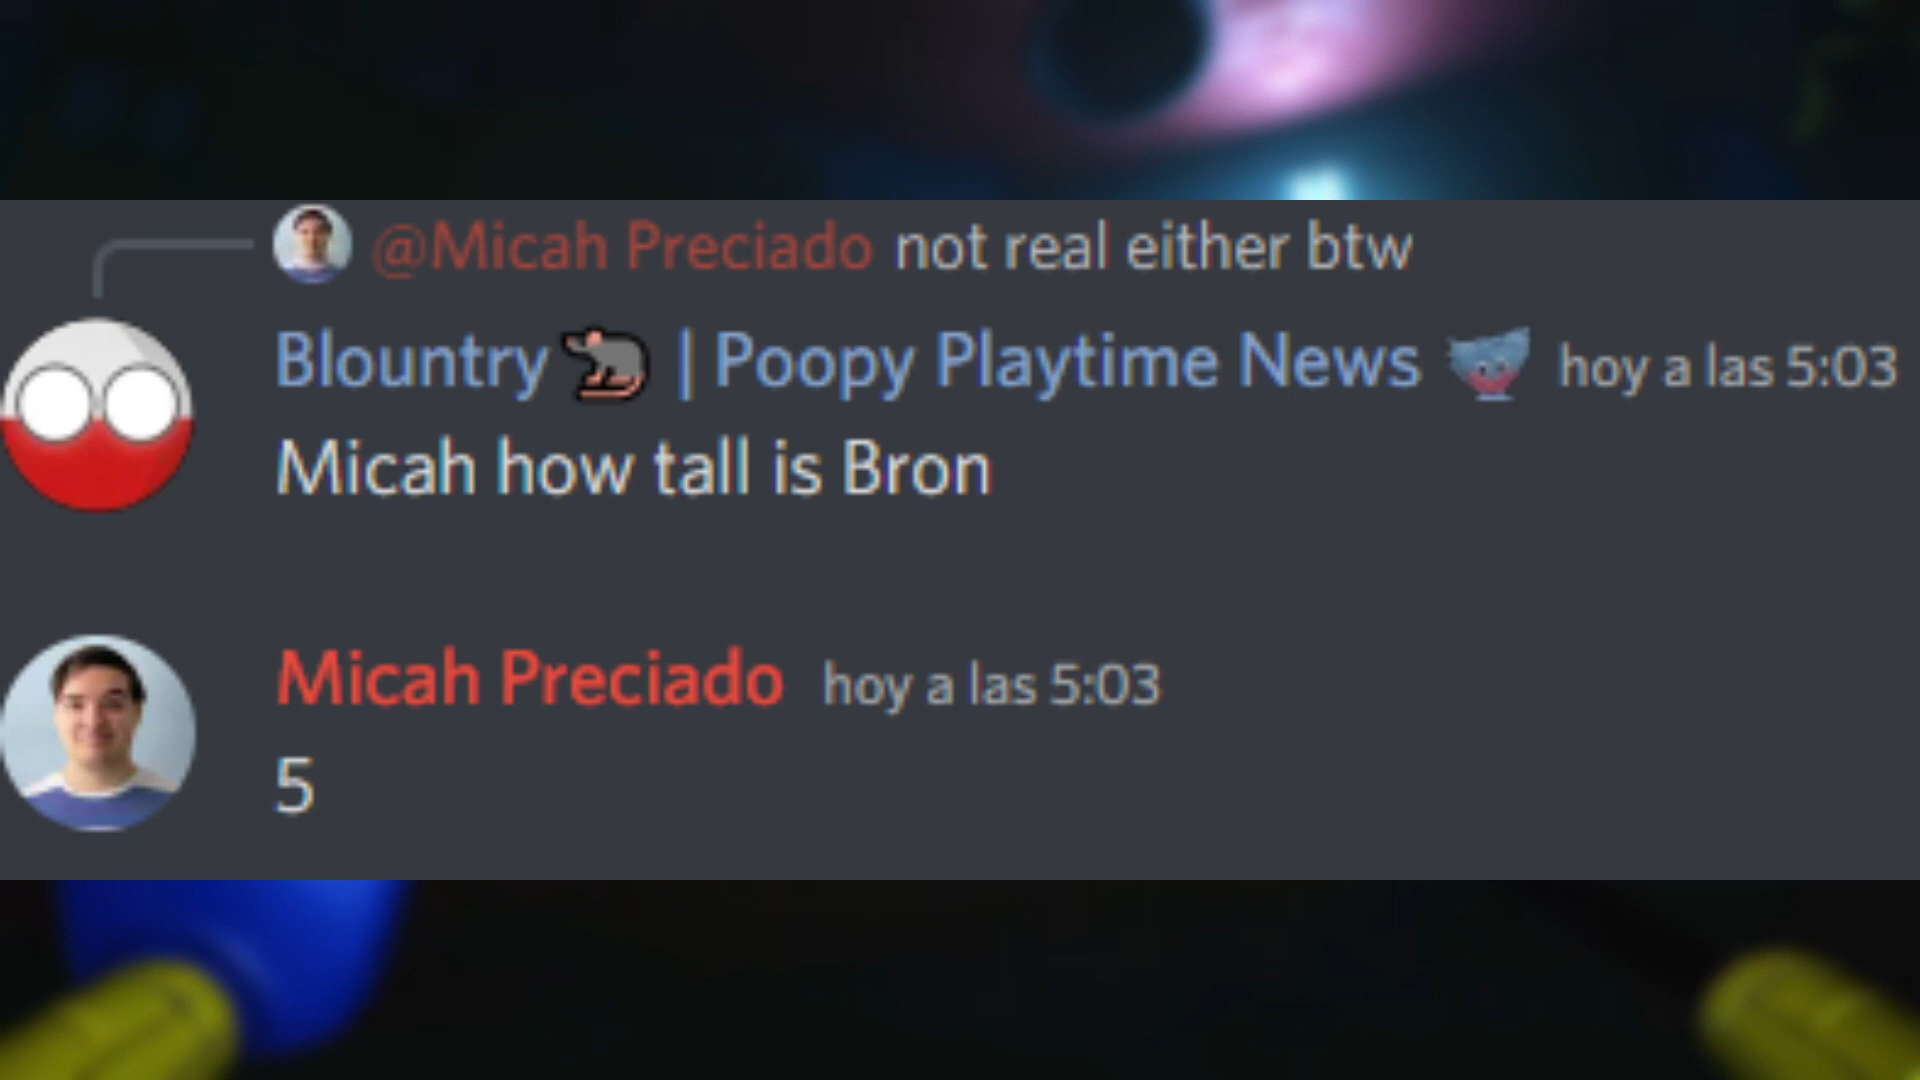 @Micah Preciado not real either btw
Blountry 🐀 | Poopy Playtime News hoy a las 5:03
Micah how tall is Bron
Micah Preciado hoy a las 5:03
5